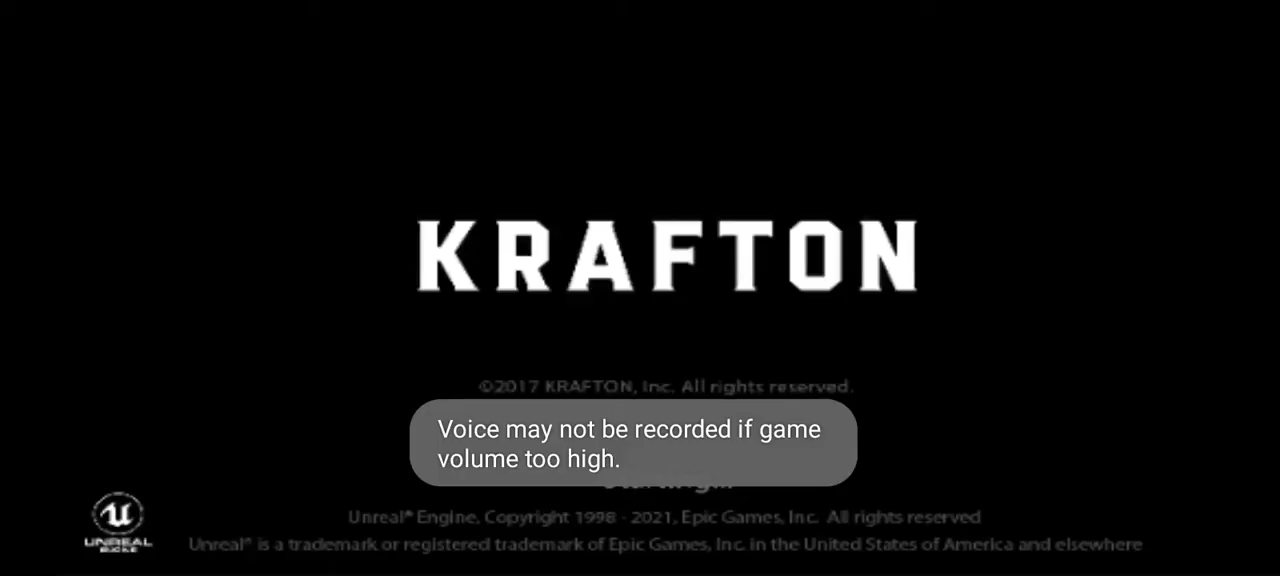 KRAFTON
©2017 KRAFTON, Inc. All rights reserved.
Voice may not be recorded if game
volume too high.
Unreal® Engine, Copyright 1998 - 2021, Epic Games, Inc. All rights reserved
UNREAL
ENGINE
Unreal® is a trademark or registered trademark of Epic Games, Inc. in the United States of America and elsewhere